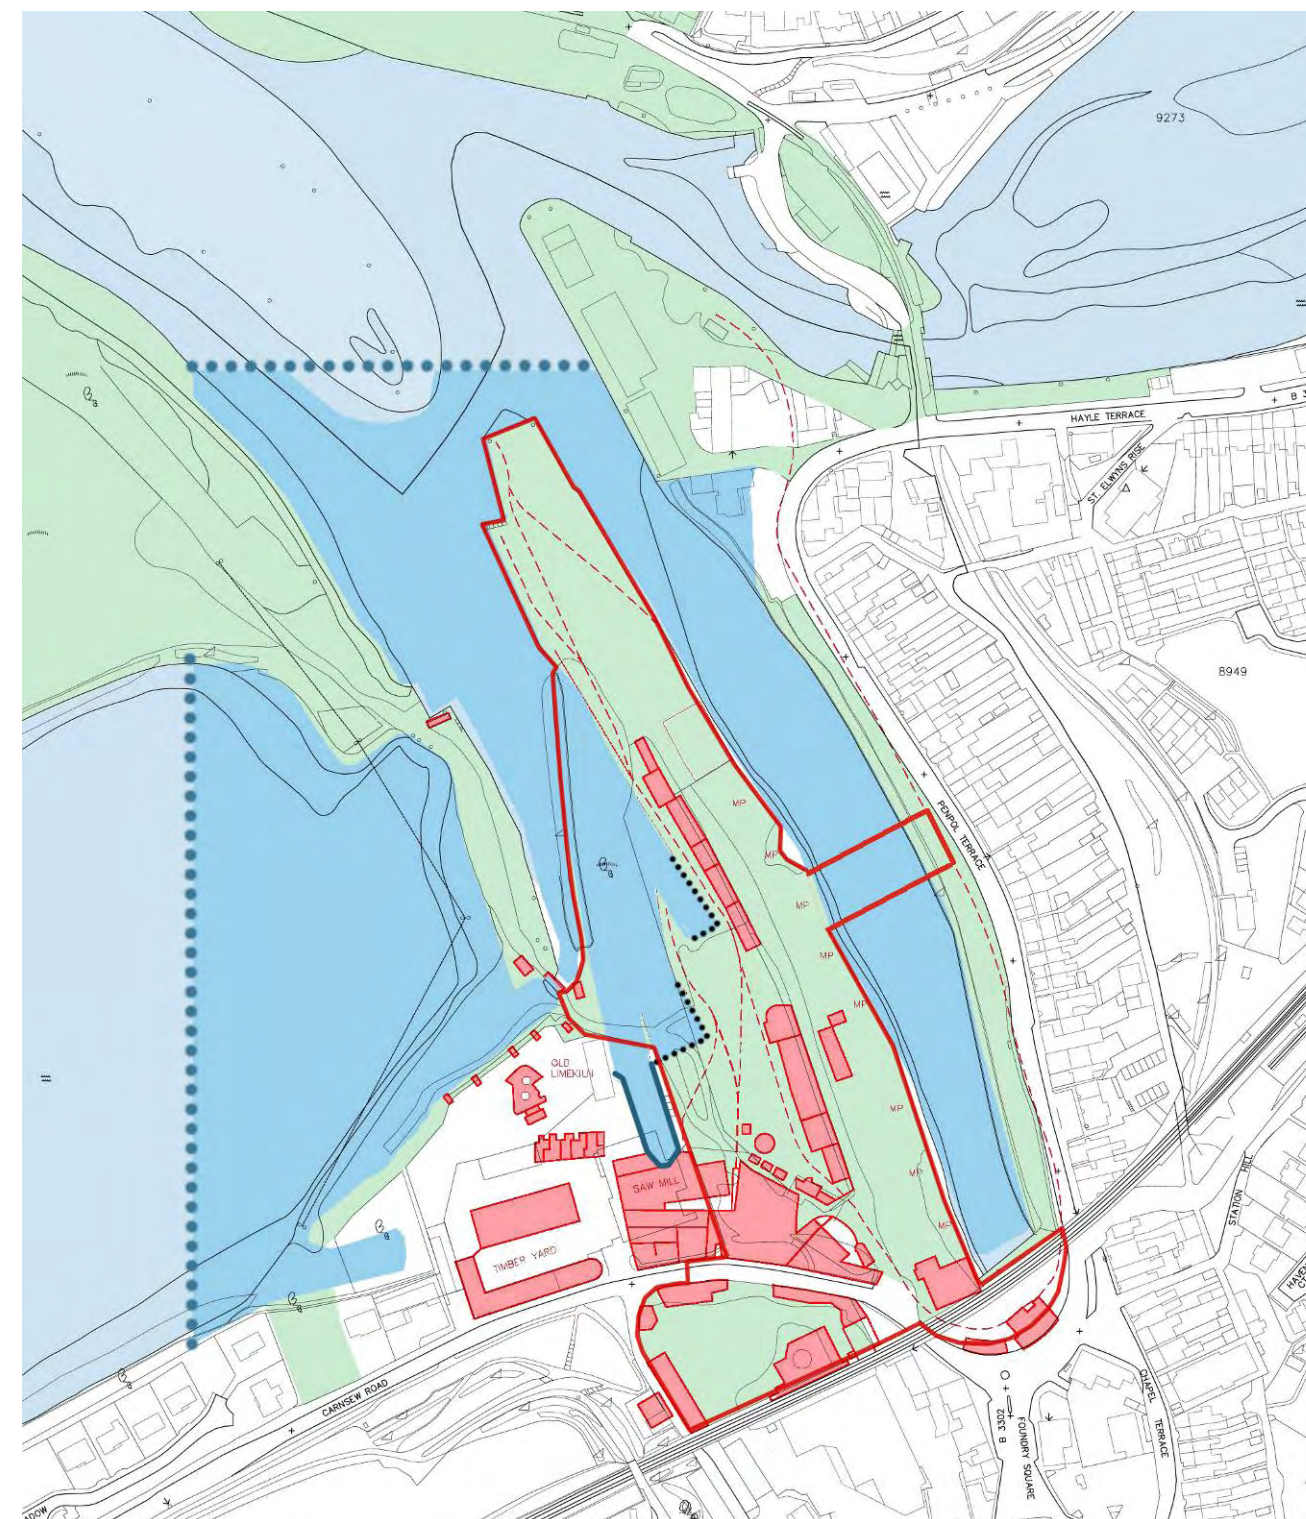 9273
HAYLE TERRACE
B 3
ST. ELWYNS RISE
8949
MP
PENPOL TERRACE
MP
MP
MP
MP
OLD
LIMEKILN
MP
STATION HILL
MP
SAW MILL
MP
TIMBER YARD
CARNSEW ROAD
CHAPEL TERRACE
B 3302
FOUNDRY SQUARE